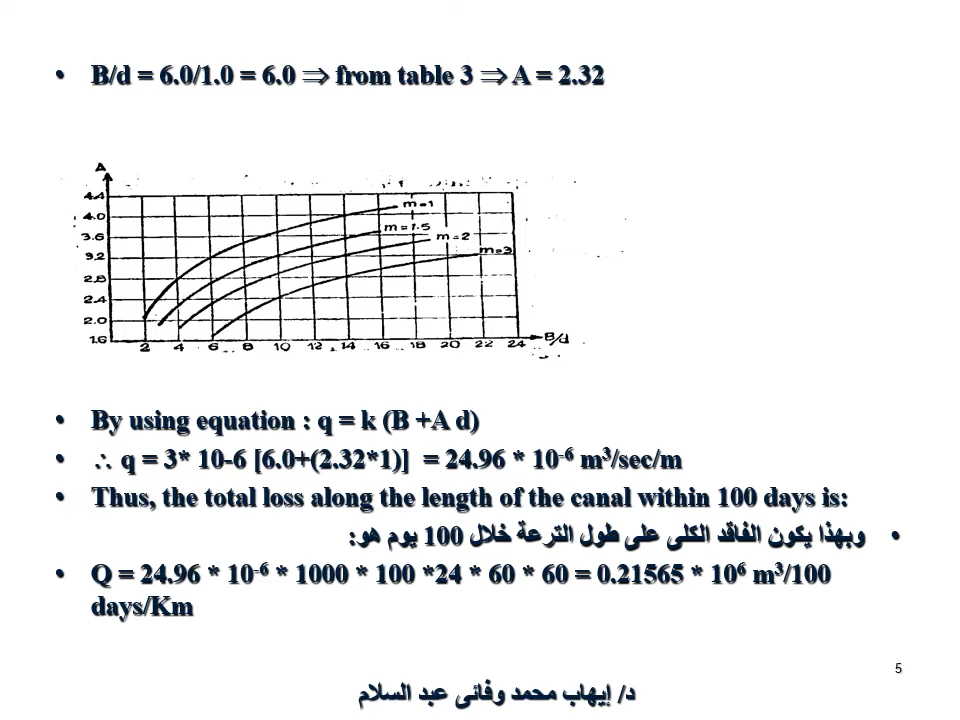 • B/d = 6.0/1.0 = 6.0 ⇒ from table 3 ⇒ A = 2.32
A
4.4
4.0
3.6
3.2
2.8
2.4
2.0
1.6
m=1
m=1.5
m=2
m=3
2 4 6 8 10 12 14 16 18 20 22 24 B/d
• By using equation : q = k (B +A d)
• ∴ q = 3* 10-6 [6.0+(2.32*1)] = 24.96 * 10⁻⁶ m³/sec/m
• Thus, the total loss along the length of the canal within 100 days is:
• وبهذا يكون الفاقد الكلى على طول الترعة خلال 100 يوم هو:
• Q = 24.96 * 10⁻⁶ * 1000 * 100 *24 * 60 * 60 = 0.21565 * 10⁶ m³/100
days/Km
5
د/ إيهاب محمد وفائى عبد السلام